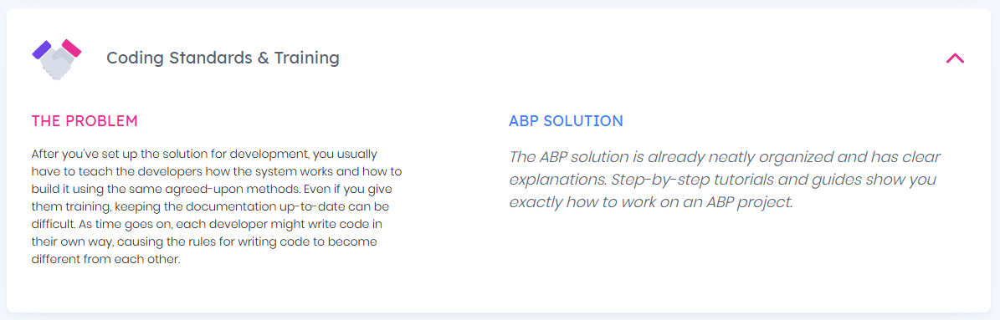 Coding Standards & Training
THE PROBLEM
After you've set up the solution for development, you usually
have to teach the developers how the system works and how to
build it using the same agreed-upon methods. Even if you give
them training, keeping the documentation up-to-date can be
difficult. As time goes on, each developer might write code in
their own way, causing the rules for writing code to become
different from each other.
ABP SOLUTION
The ABP solution is already neatly organized and has clear
explanations. Step-by-step tutorials and guides show you
exactly how to work on an ABP project.